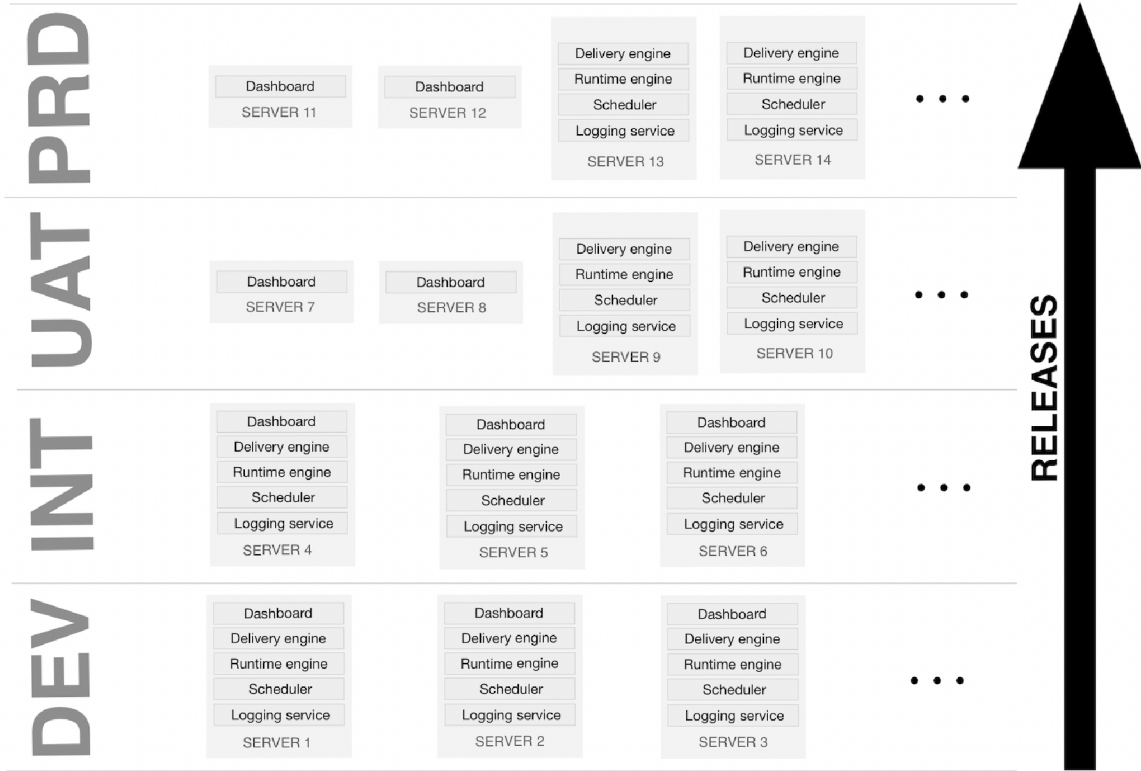 PRD
Dashboard
SERVER 11
Dashboard
SERVER 12
Delivery engine
Runtime engine
Scheduler
Logging service
SERVER 13
Delivery engine
Runtime engine
Scheduler
Logging service
SERVER 14
...
UAT
Dashboard
SERVER 7
Dashboard
SERVER 8
Delivery engine
Runtime engine
Scheduler
Logging service
SERVER 9
Delivery engine
Runtime engine
Scheduler
Logging service
SERVER 10
...
INT
Dashboard
Delivery engine
Runtime engine
Scheduler
Logging service
SERVER 4
Dashboard
Delivery engine
Runtime engine
Scheduler
Logging service
SERVER 5
Dashboard
Delivery engine
Runtime engine
Scheduler
Logging service
SERVER 6
...
DEV
Dashboard
Delivery engine
Runtime engine
Scheduler
Logging service
SERVER 1
Dashboard
Delivery engine
Runtime engine
Scheduler
Logging service
SERVER 2
Dashboard
Delivery engine
Runtime engine
Scheduler
Logging service
SERVER 3
...
RELEASES